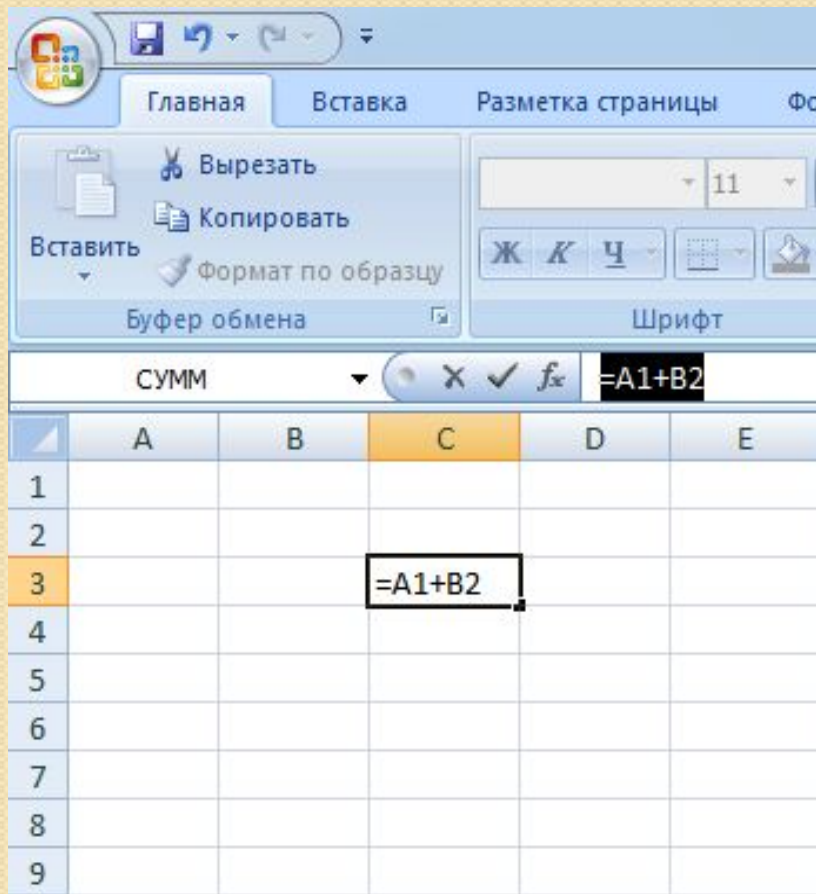 Главная Вставка Разметка страницы Фо
Вырезать
Копировать
Вставить
Формат по образцу
11
Ж К Ч
Буфер обмена Шрифт
СУММ fx =A1+B2
A B C D E
1
2
3 =A1+B2
4
5
6
7
8
9